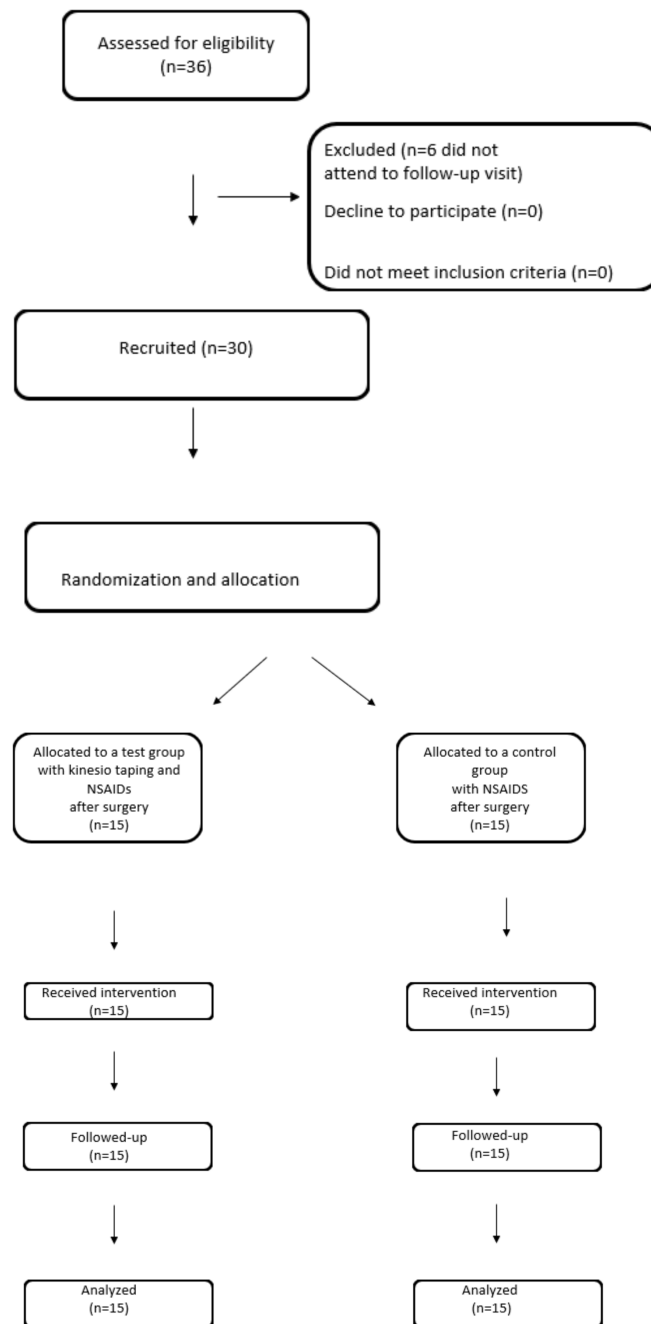 Assessed for eligibility
(n=36)
Excluded (n=6 did not
attend to follow-up visit)
Decline to participate (n=0)
Did not meet inclusion criteria (n=0)
Recruited (n=30)
Randomization and allocation
Allocated to a test group
with kinesio taping and
NSAIDs
after surgery
(n=15)
Allocated to a control
group
with NSAIDS
after surgery
(n=15)
Received intervention
(n=15)
Received intervention
(n=15)
Followed-up
(n=15)
Followed-up
(n=15)
Analyzed
(n=15)
Analyzed
(n=15)